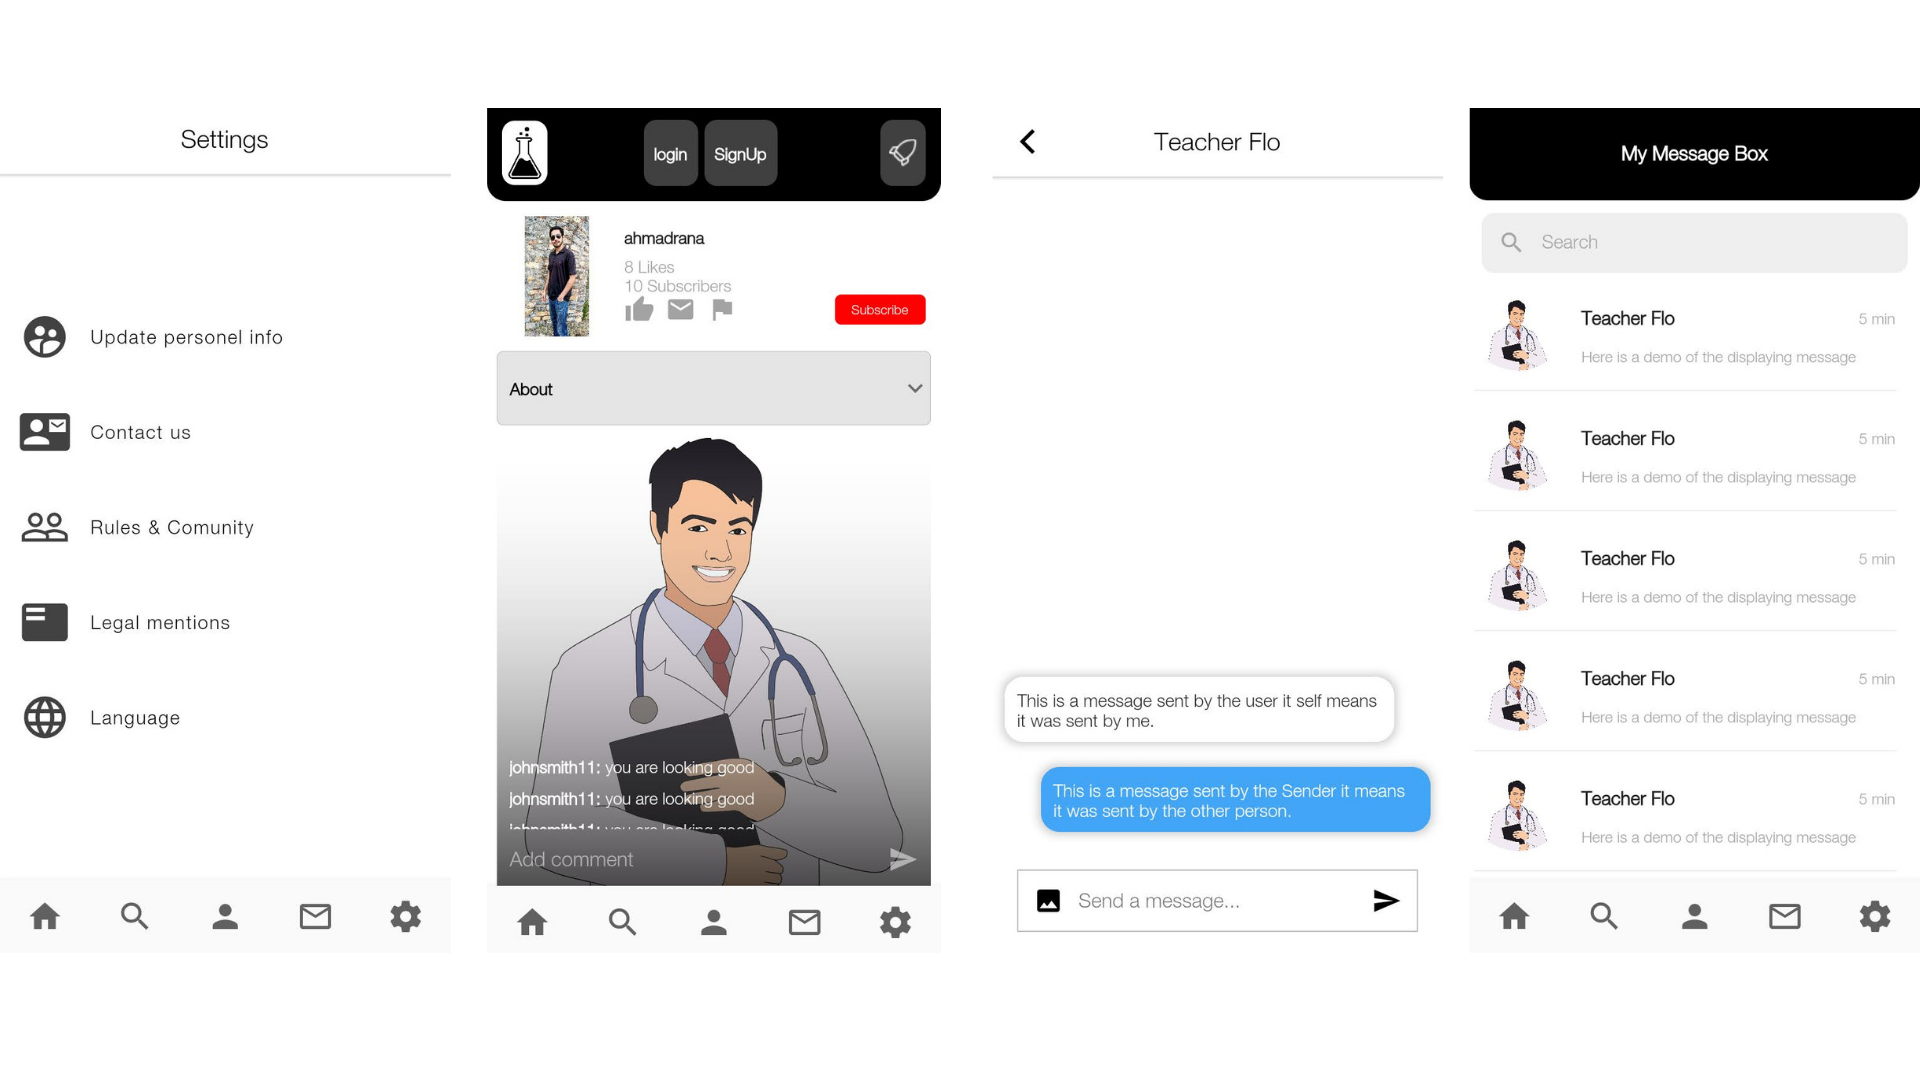 Settings
Update personel info
Contact us
Rules & Comunity
Legal mentions
Language
login
SignUp
ahmadrana
8 Likes
10 Subscribers
Subscribe
About
johnsmith11: you are looking good
johnsmith11: you are looking good
johnsmith11: you are looking good
Add comment
Teacher Flo
This is a message sent by the user it self means
it was sent by me.
This is a message sent by the Sender it means
it was sent by the other person.
Send a message...
My Message Box
Search
Teacher Flo
5 min
Here is a demo of the displaying message
Teacher Flo
5 min
Here is a demo of the displaying message
Teacher Flo
5 min
Here is a demo of the displaying message
Teacher Flo
5 min
Here is a demo of the displaying message
Teacher Flo
5 min
Here is a demo of the displaying message